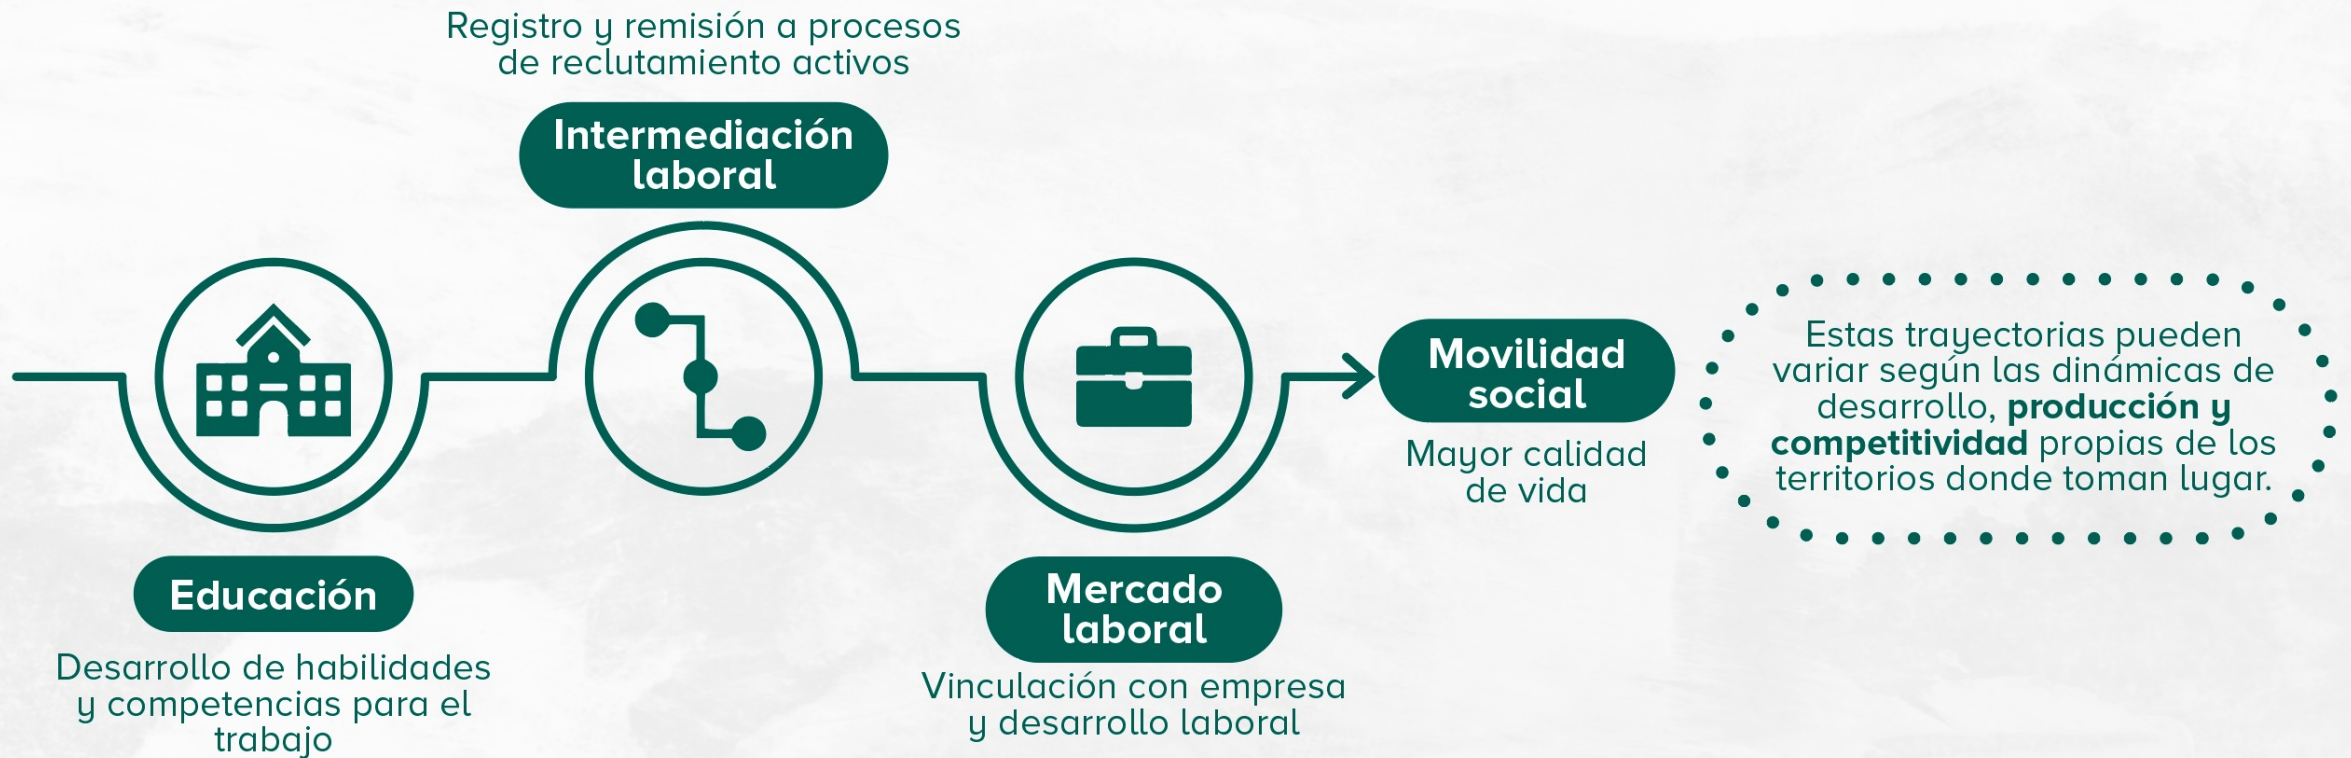 Registro y remisión a procesos
de reclutamiento activos
Intermediación
laboral
Educación
Desarrollo de habilidades
y competencias para el
trabajo
Mercado
laboral
Vinculación con empresa
y desarrollo laboral
Movilidad
social
Mayor calidad
de vida
Estas trayectorias pueden
variar según las dinámicas de
desarrollo, producción y
competitividad propias de los
territorios donde toman lugar.